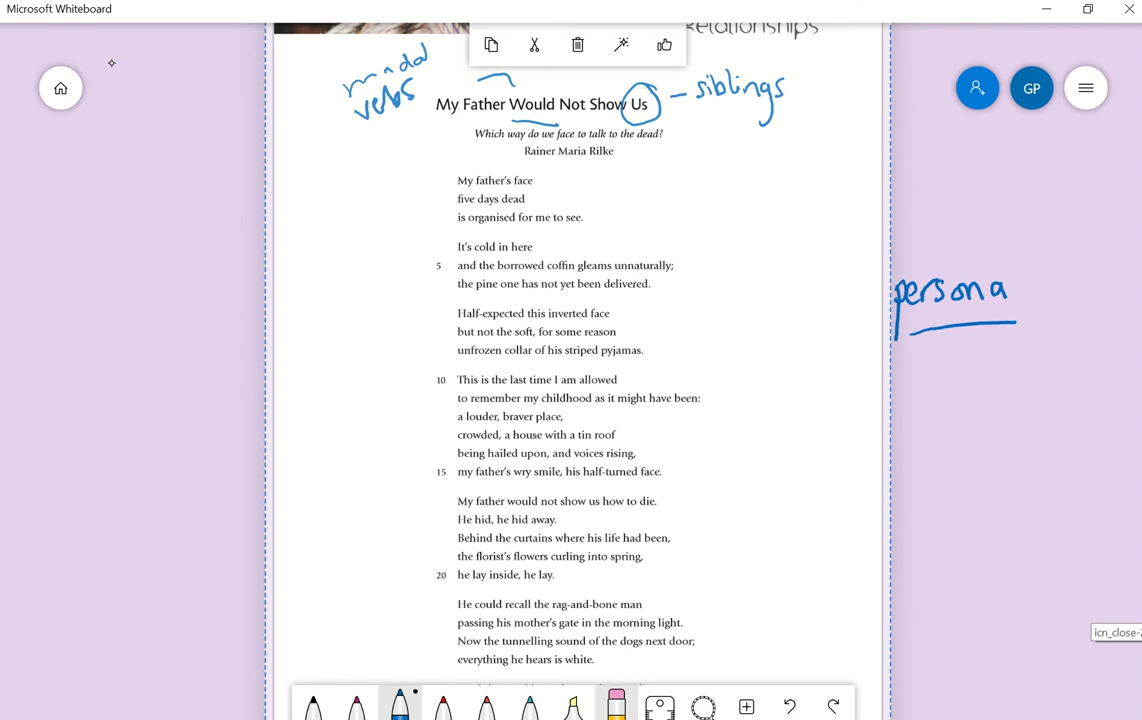 Microsoft Whiteboard
Relationships
modal
verbs
My Father Would Not Show Us
- siblings
Which way do we face to talk to the dead?
Rainer Maria Rilke
GP
My father's face
five days dead
is organised for me to see.
It's cold in here
5 and the borrowed coffin gleams unnaturally;
the pine one has not yet been delivered.
persona
Half-expected this inverted face
but not the soft, for some reason
unfrozen collar of his striped pyjamas.
10 This is the last time I am allowed
to remember my childhood as it might have been:
a louder, braver place,
crowded, a house with a tin roof
being hailed upon, and voices rising,
15 my father's wry smile, his half-turned face.
My father would not show us how to die.
He hid, he hid away.
Behind the curtains where his life had been,
the florist's flowers curling into spring,
20 he lay inside, he lay.
He could recall the rag-and-bone man
passing his mother's gate in the morning light.
Now the tunnelling sound of the dogs next door;
everything he hears is white.
icn_close-2